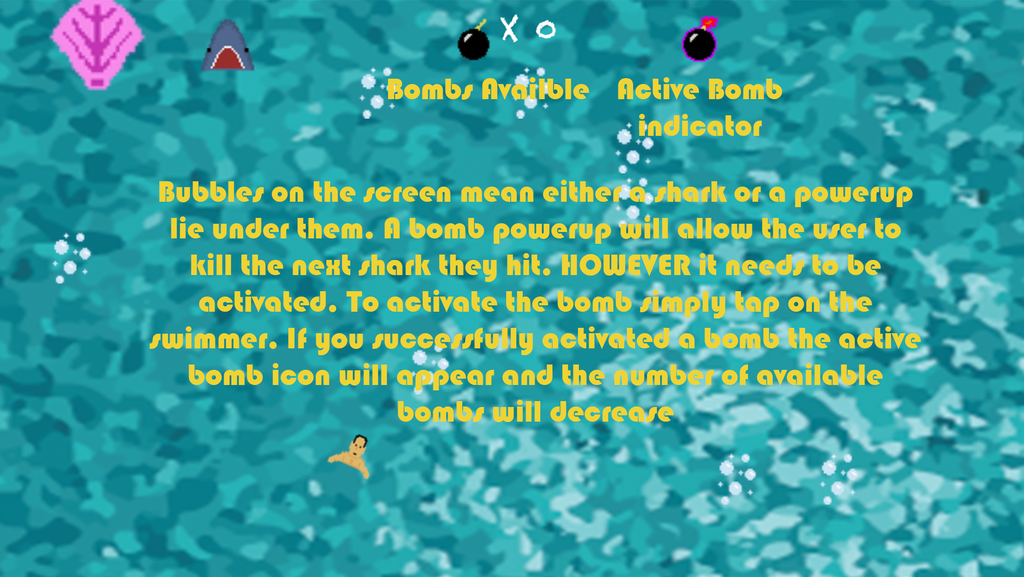 X O
Bombs Availble Active Bomb
indicator
Bubbles on the screen mean either a shark or a powerup
lie under them. A bomb powerup will allow the user to
kill the next shark they hit. HOWEVER it needs to be
activated. To activate the bomb simply tap on the
swimmer. If you successfully activated a bomb the active
bomb icon will appear and the number of available
bombs will decrease